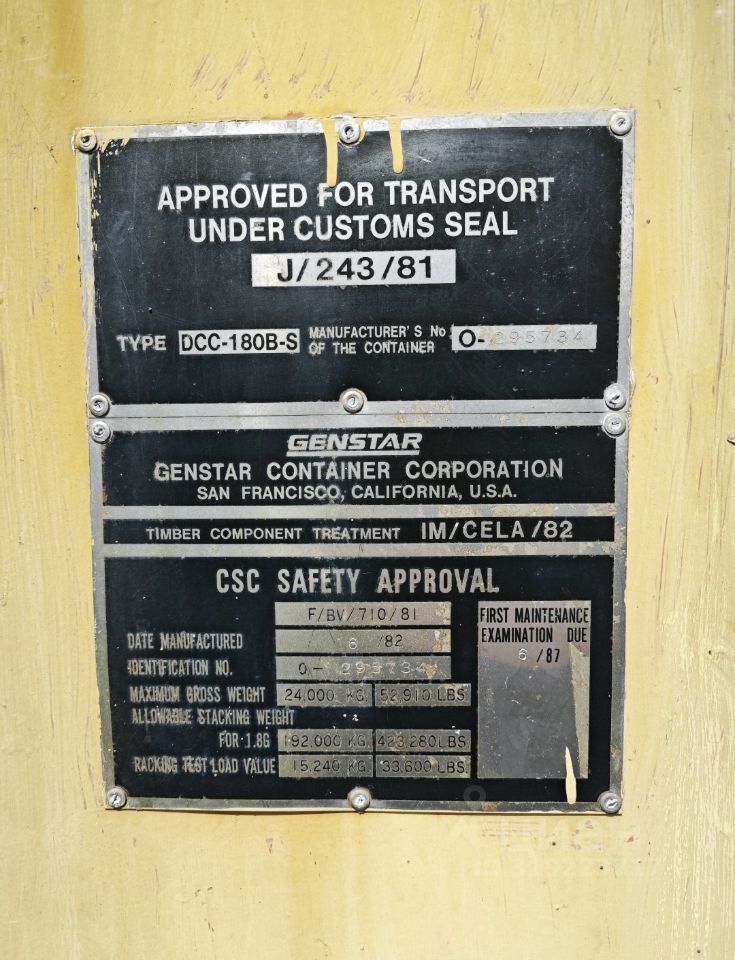 APPROVED FOR TRANSPORT
UNDER CUSTOMS SEAL
J/243/81
TYPE DCC-180B-S MANUFACTURER'S No OF THE CONTAINER O-295734
GENSTAR
GENSTAR CONTAINER CORPORATION
SAN FRANCISCO, CALIFORNIA, U.S.A.
TIMBER COMPONENT TREATMENT IM/CELA/82
CSC SAFETY APPROVAL
F/BV/710/81
DATE MANUFACTURED 6 /82
IDENTIFICATION NO. O-295734
MAXIMUM GROSS WEIGHT 24,000 KG 52,910 LBS
ALLOWABLE STACKING WEIGHT
FOR 1.8G 192,000 KG 423,280 LBS
RACKING TEST LOAD VALUE 15,240 KG 33,600 LBS
FIRST MAINTENANCE
EXAMINATION DUE
6 /87